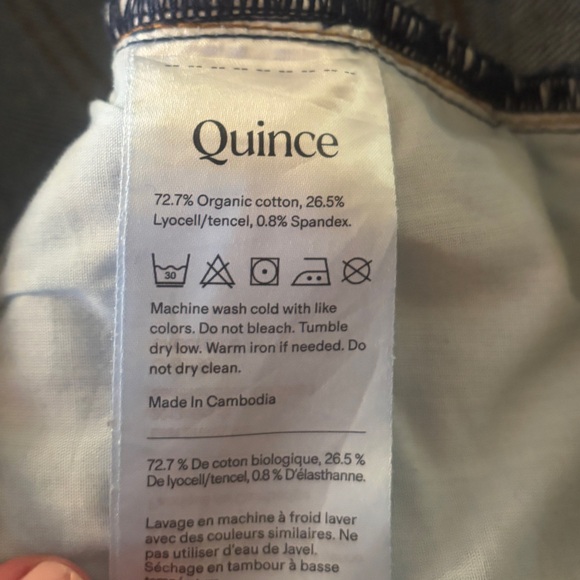 Quince
72.7% Organic cotton, 26.5%
Lyocell/tencel, 0.8% Spandex.
30
Machine wash cold with like
colors. Do not bleach. Tumble
dry low. Warm iron if needed. Do
not dry clean.
Made In Cambodia
72.7 % De coton biologique, 26.5 %
De lyocell/tencel, 0.8 % D'élasthanne.
Lavage en machine à froid laver
avec des couleurs similaires. Ne
pas utiliser d'eau de Javel.
Séchage en tambour à basse